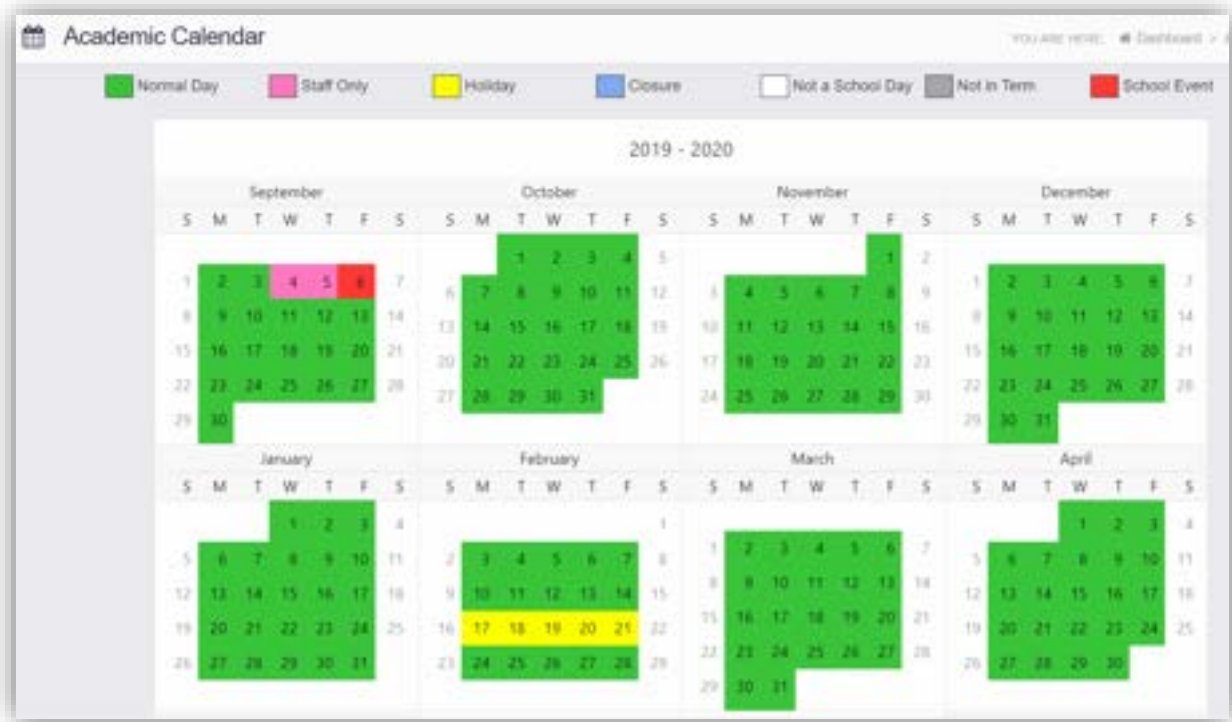 Academic Calendar
YOU ARE HERE: Dashboard >
Normal Day Staff Only Holiday Closure Not a School Day Not in Term School Event
2019 - 2020
September October November December
S M T W T F S S M T W T F S S M T W T F S S M T W T F S
1 2 3 4 5 1 2
1 2 3 4 5 6 7 6 7 8 9 10 11 12 3 4 5 6 7 8 9 1 2 3 4 5 6 7
8 9 10 11 12 13 14 13 14 15 16 17 18 19 10 11 12 13 14 15 16 8 9 10 11 12 13 14
15 16 17 18 19 20 21 20 21 22 23 24 25 26 17 18 19 20 21 22 23 15 16 17 18 19 20 21
22 23 24 25 26 27 28 27 28 29 30 31 24 25 26 27 28 29 30 22 23 24 25 26 27 28
29 30 29 30 31
January February March April
S M T W T F S S M T W T F S S M T W T F S S M T W T F S
1 2 3 4 1 1 2 3 4
5 6 7 8 9 10 11 2 3 4 5 6 7 8 1 2 3 4 5 6 7 5 6 7 8 9 10 11
12 13 14 15 16 17 18 9 10 11 12 13 14 15 8 9 10 11 12 13 14 12 13 14 15 16 17 18
19 20 21 22 23 24 25 16 17 18 19 20 21 22 15 16 17 18 19 20 21 19 20 21 22 23 24 25
26 27 28 29 30 31 23 24 25 26 27 28 29 22 23 24 25 26 27 28 26 27 28 29 30
29 30 31